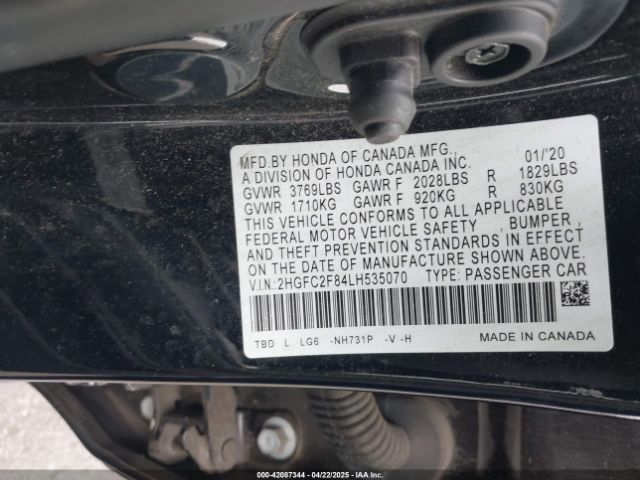 MFD.BY HONDA OF CANADA MFG., 01/'20
A DIVISION OF HONDA CANADA INC.
GVWR 3769LBS GAWR F 2028LBS R 1829LBS
GVWR 1710KG GAWR F 920KG R 830KG
THIS VEHICLE CONFORMS TO ALL APPLICABLE
FEDERAL MOTOR VEHICLE SAFETY , BUMPER ,
AND THEFT PREVENTION STANDARDS IN EFFECT
ON THE DATE OF MANUFACTURE SHOWN ABOVE.
V.I.N.: 2HGFC2F84LH535070 TYPE: PASSENGER CAR
TBD L LG6 -NH731P -V -H MADE IN CANADA
000-42087344 | 04/22/2025 | IAA Inc.